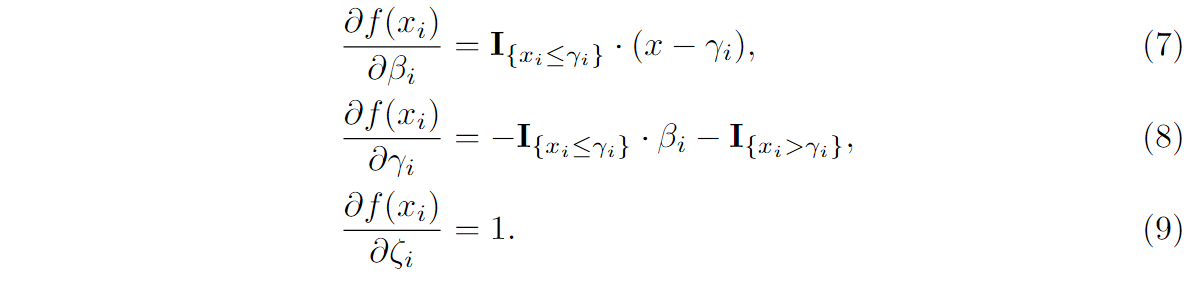 ∂f(x_i)/∂β_i = I_{x_i≤γ_i} · (x − γ_i), (7)
∂f(x_i)/∂γ_i = −I_{x_i≤γ_i} · β_i − I_{x_i>γ_i}, (8)
∂f(x_i)/∂ζ_i = 1. (9)